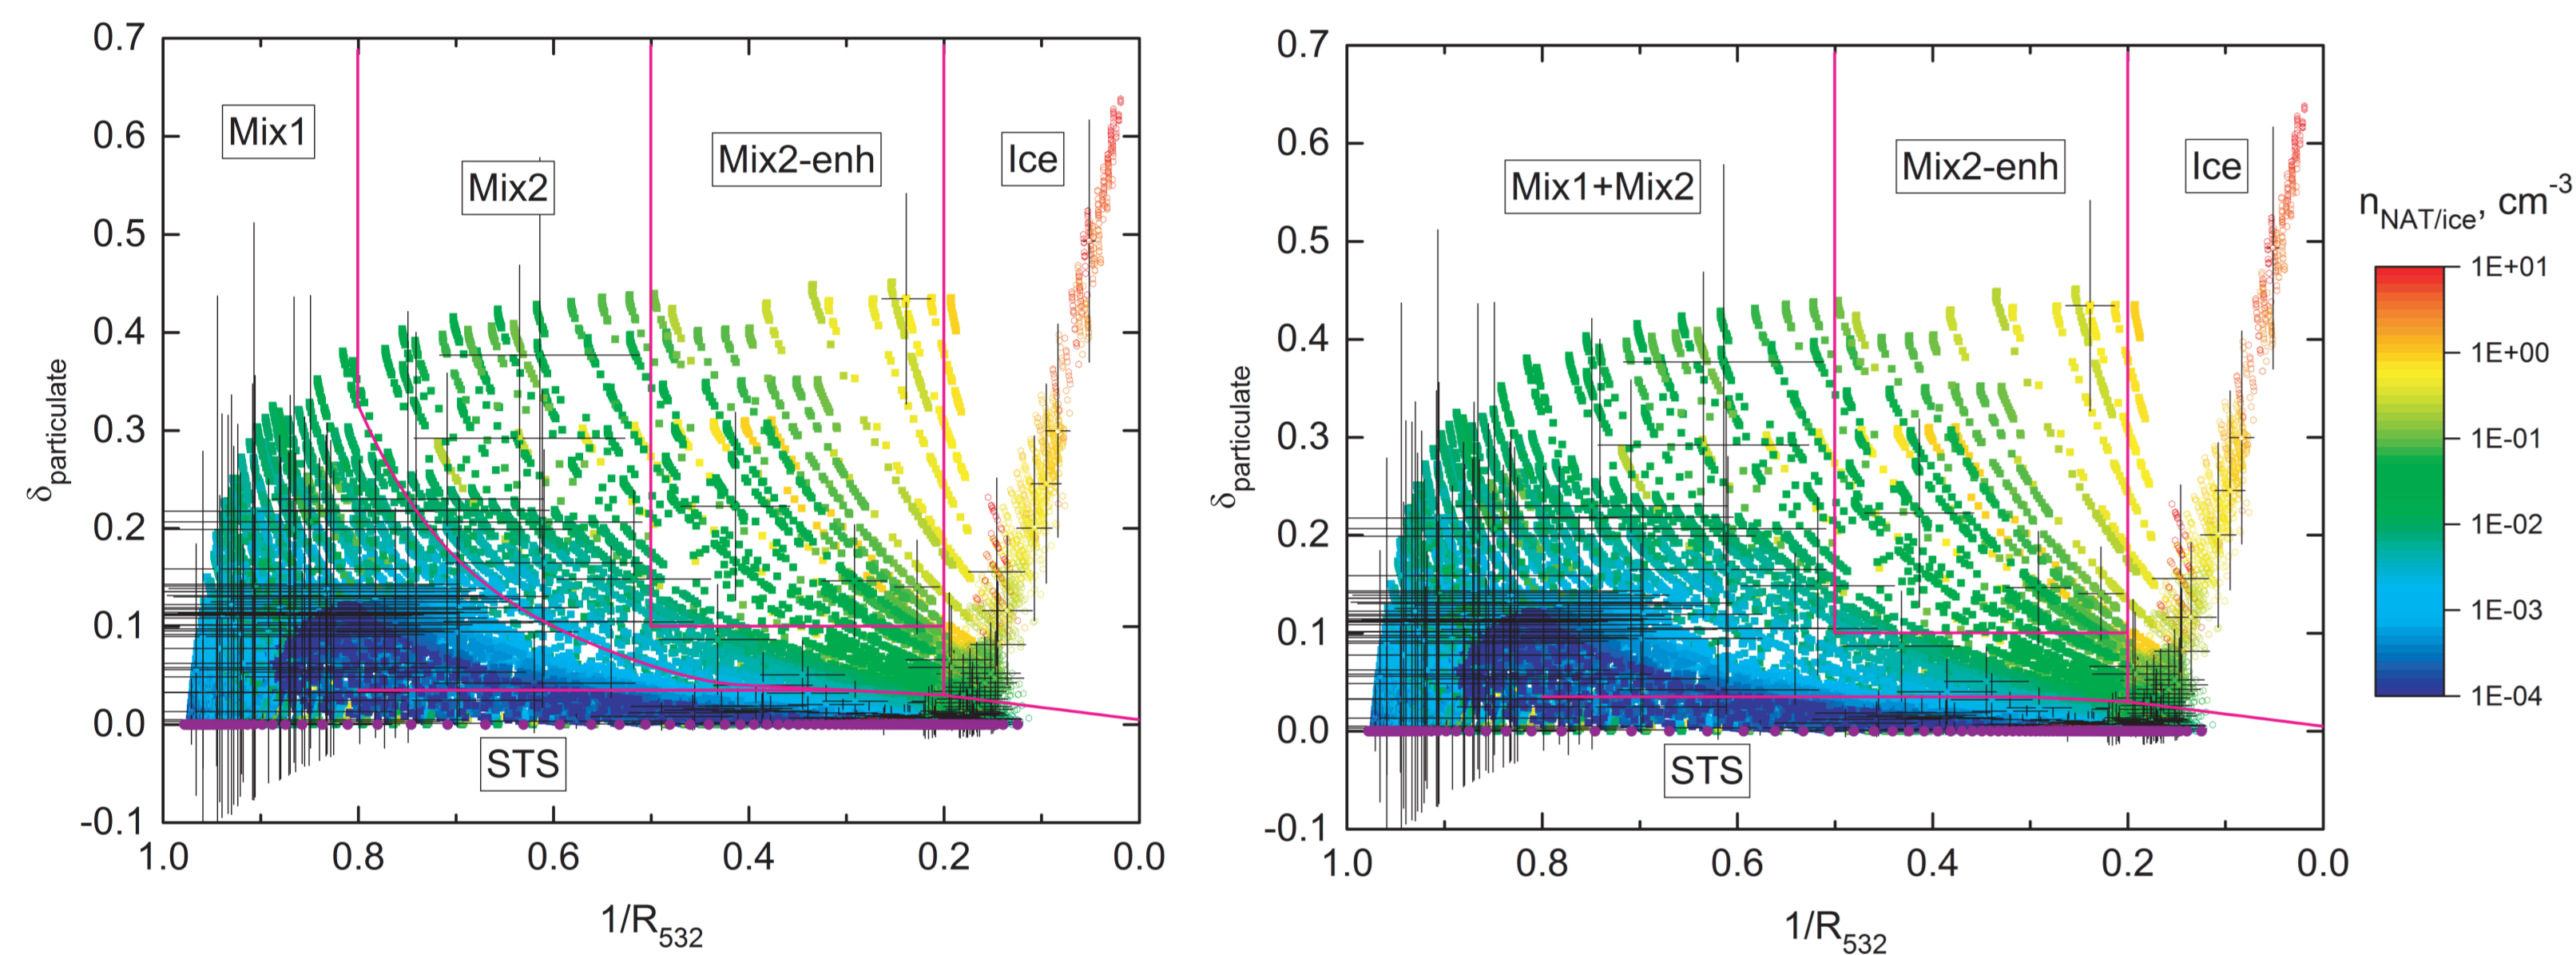 0.7
0.6
0.5
0.4
0.3
0.2
0.1
0.0
-0.1
δparticulate
Mix1
Mix2
Mix2-enh
Ice
STS
1.0 0.8 0.6 0.4 0.2 0.0
1/R532
0.7
0.6
0.5
0.4
0.3
0.2
0.1
0.0
-0.1
δparticulate
Mix1+Mix2
Mix2-enh
Ice
STS
1.0 0.8 0.6 0.4 0.2 0.0
1/R532
nNAT/ice, cm-3
1E+01
1E+00
1E-01
1E-02
1E-03
1E-04